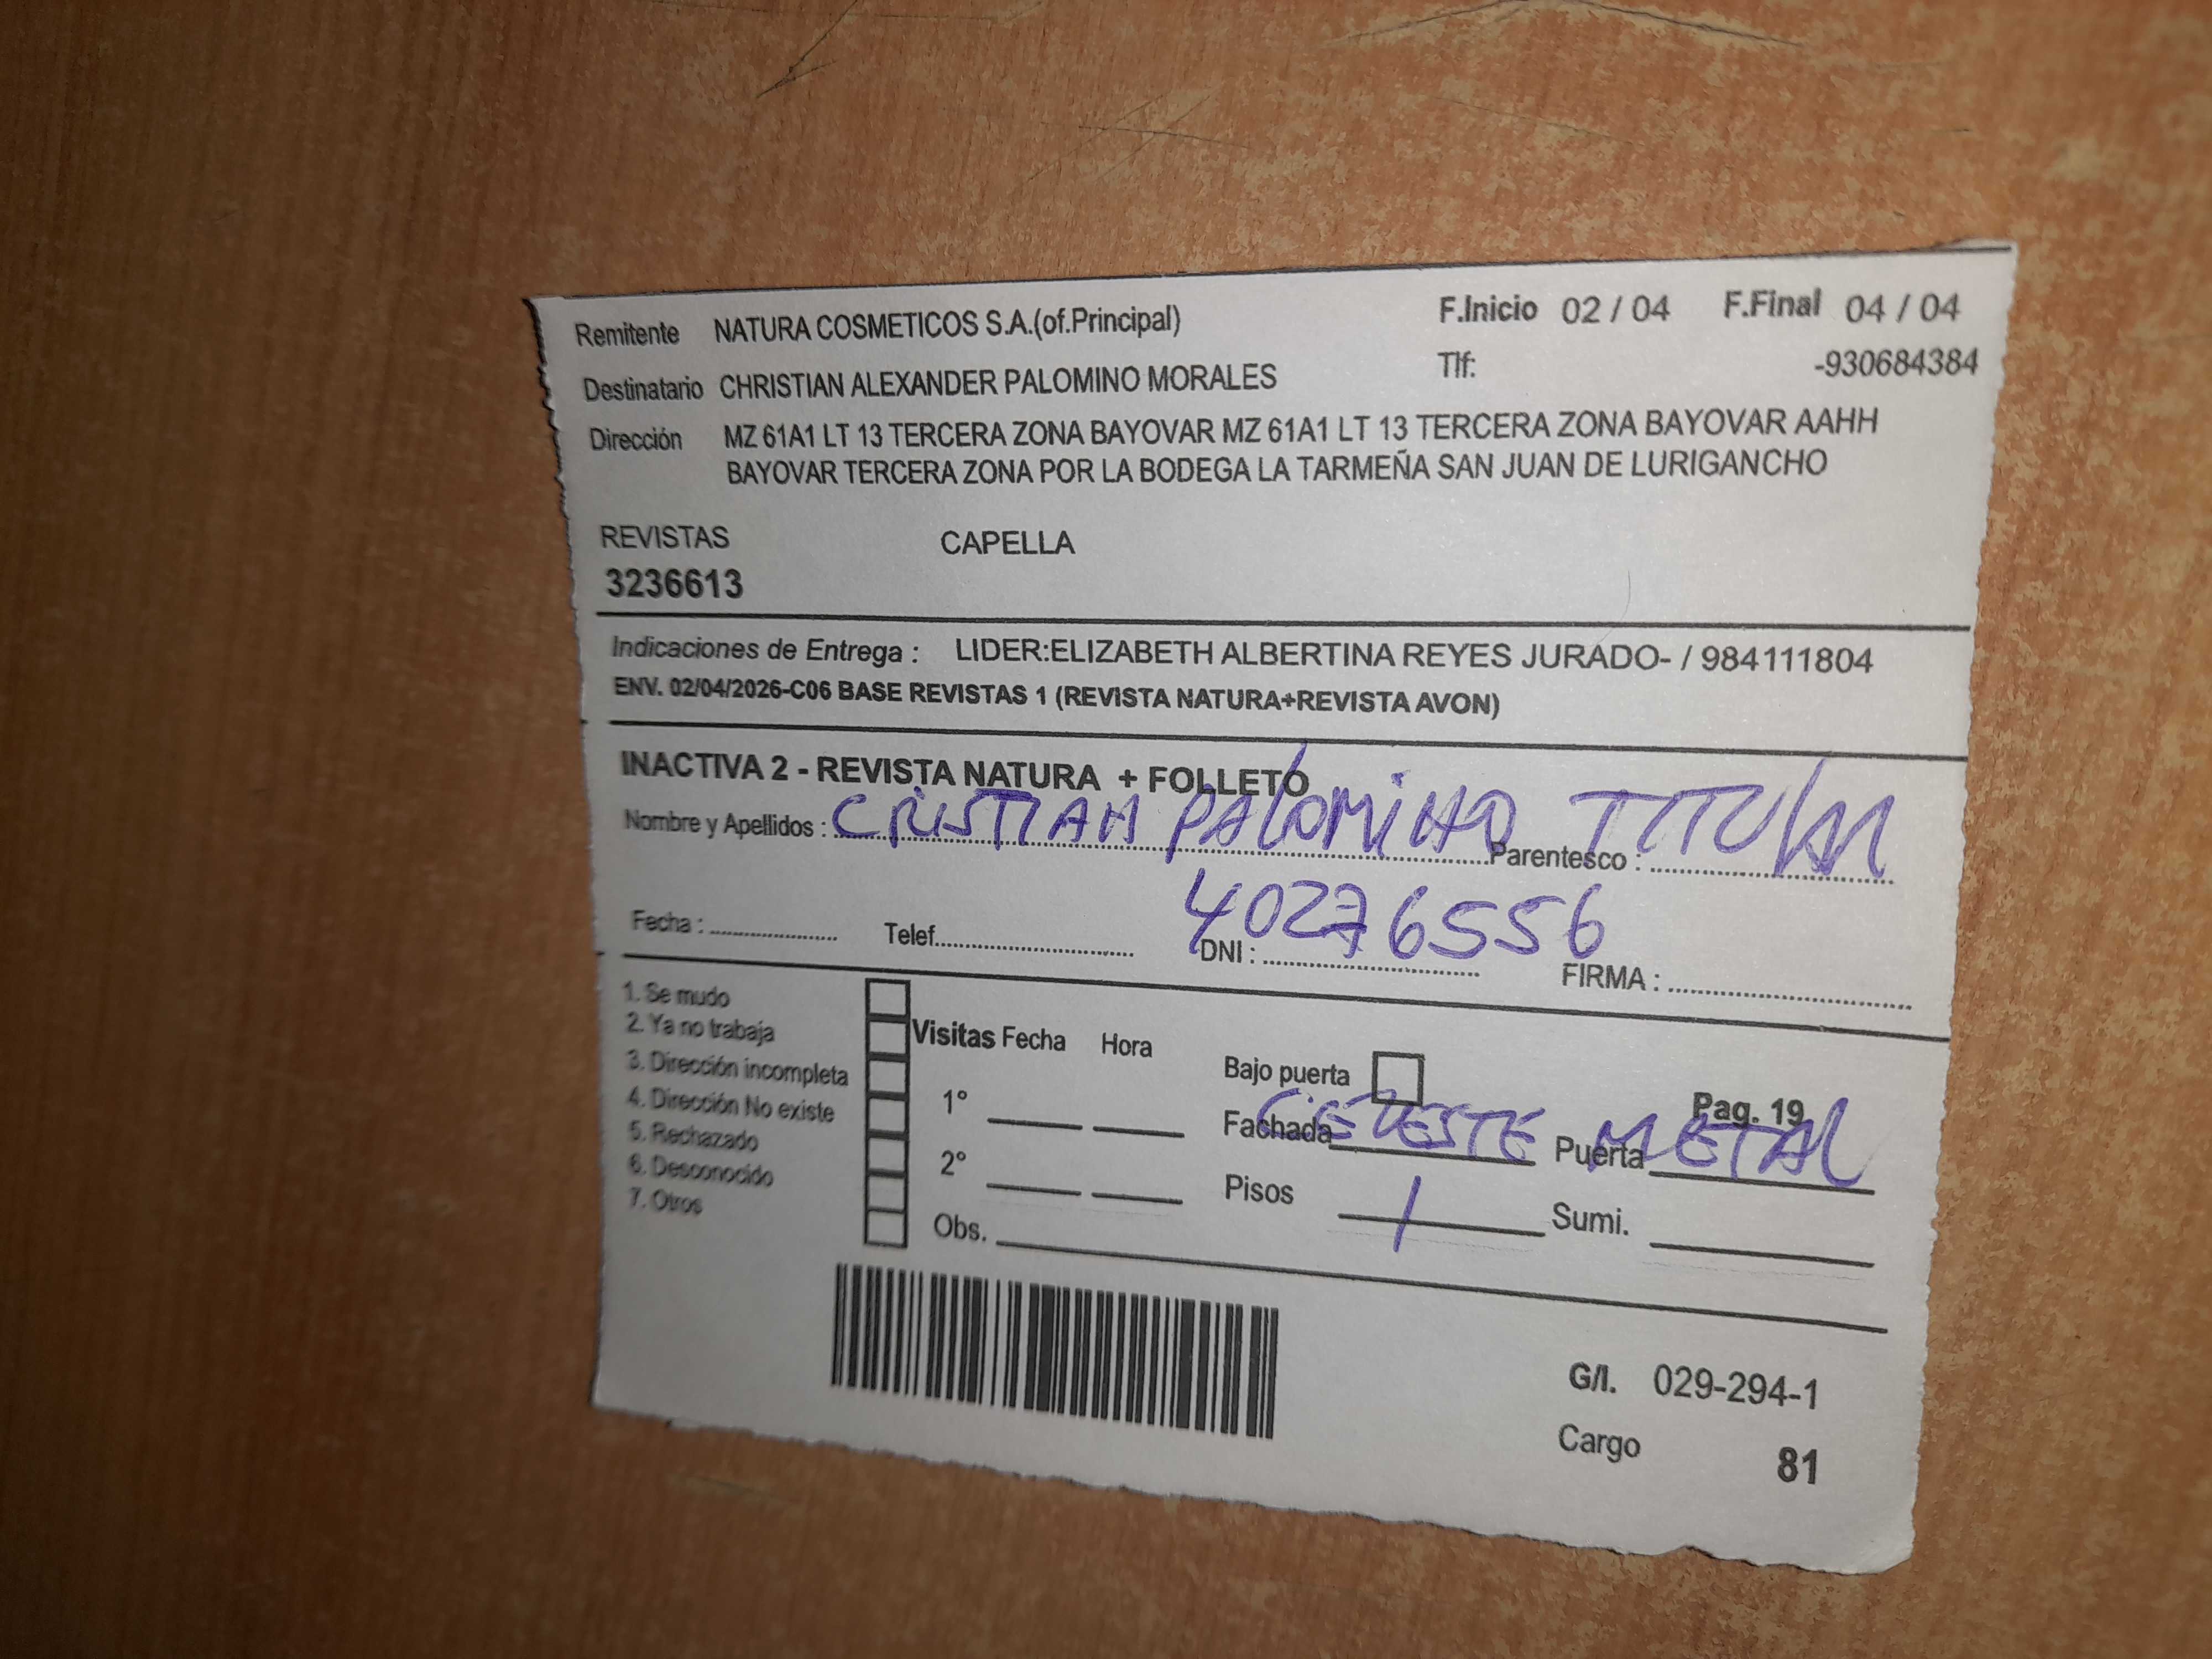 Remitente NATURA COSMETICOS S.A.(of.Principal) F.Inicio 02 / 04 F.Final 04 / 04
Destinatario CHRISTIAN ALEXANDER PALOMINO MORALES Tlf: -930684384
Dirección MZ 61A1 LT 13 TERCERA ZONA BAYOVAR MZ 61A1 LT 13 TERCERA ZONA BAYOVAR AAHH
BAYOVAR TERCERA ZONA POR LA BODEGA LA TARMEÑA SAN JUAN DE LURIGANCHO
REVISTAS CAPELLA
3236613
Indicaciones de Entrega : LIDER:ELIZABETH ALBERTINA REYES JURADO- / 984111804
ENV. 02/04/2026-C06 BASE REVISTAS 1 (REVISTA NATURA+REVISTA AVON)
INACTIVA 2 - REVISTA NATURA + FOLLETO
Nombre y Apellidos : CRISTIAN PALOMINO Parentesco : TITULAR
Fecha : Telef. DNI : 40276556 FIRMA :
1. Se mudo
2. Ya no trabaja
3. Dirección incompleta
4. Dirección No existe
5. Rechazado
6. Desconocido
7. Otros
Visitas Fecha Hora
1°
2°
Obs.
Bajo puerta Pag. 19
Fachada CELESTE Puerta METAL
Pisos 1 Sumi.
G/I. 029-294-1
Cargo 81